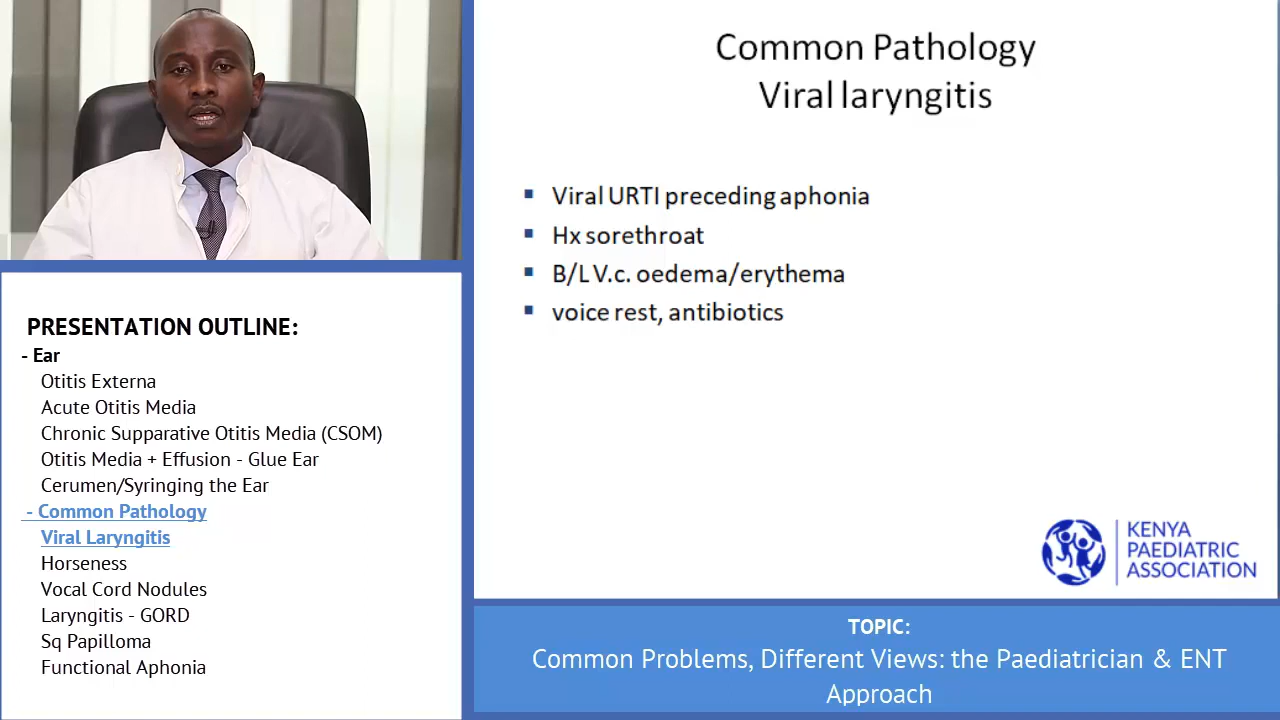 Common Pathology
Viral laryngitis
▪ Viral URTI preceding aphonia
▪ Hx sorethroat
▪ B/L V.c. oedema/erythema
▪ voice rest, antibiotics
PRESENTATION OUTLINE:
- Ear
Otitis Externa
Acute Otitis Media
Chronic Supparative Otitis Media (CSOM)
Otitis Media + Effusion - Glue Ear
Cerumen/Syringing the Ear
- Common Pathology
Viral Laryngitis
Horseness
Vocal Cord Nodules
Laryngitis - GORD
Sq Papilloma
Functional Aphonia
KENYA
PAEDIATRIC
ASSOCIATION
TOPIC:
Common Problems, Different Views: the Paediatrician & ENT
Approach